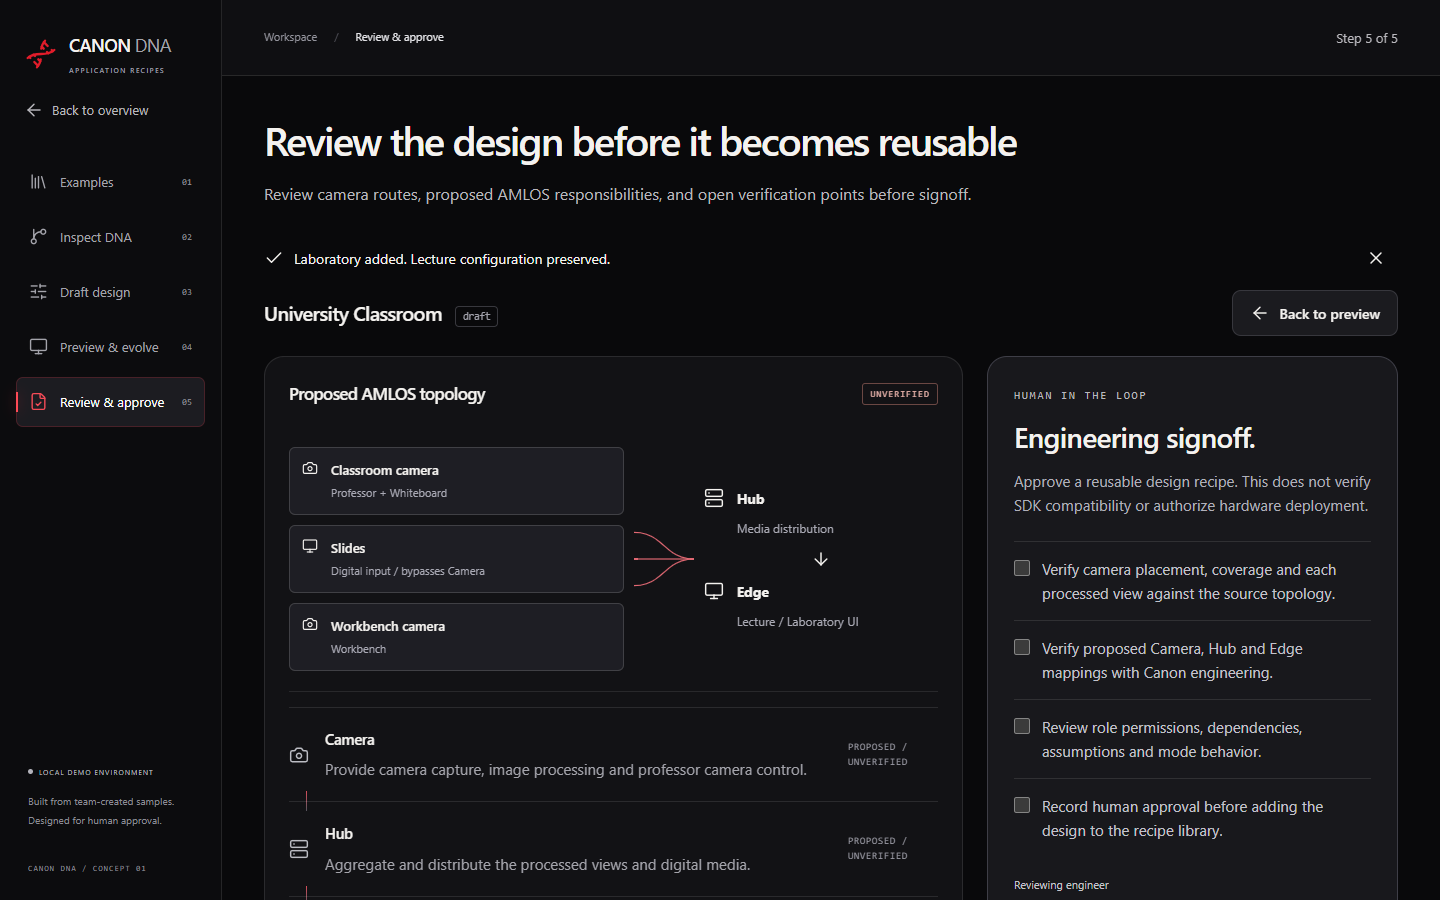 CANON DNA
APPLICATION RECIPES
Back to overview
Examples 01
Inspect DNA 02
Draft design 03
Preview & evolve 04
Review & approve 05
LOCAL DEMO ENVIRONMENT
Built from team-created samples.
Designed for human approval.
CANON DNA / CONCEPT 01
Workspace / Review & approve
Step 5 of 5
Review the design before it becomes reusable
Review camera routes, proposed AMLOS responsibilities, and open verification points before signoff.
Laboratory added. Lecture configuration preserved.
University Classroom draft
Back to preview
Proposed AMLOS topology
UNVERIFIED
Classroom camera
Professor + Whiteboard
Slides
Digital input / bypasses Camera
Workbench camera
Workbench
Hub
Media distribution
Edge
Lecture / Laboratory UI
Camera
Provide camera capture, image processing and professor camera control.
PROPOSED /
UNVERIFIED
Hub
Aggregate and distribute the processed views and digital media.
PROPOSED /
UNVERIFIED
HUMAN IN THE LOOP
Engineering signoff.
Approve a reusable design recipe. This does not verify
SDK compatibility or authorize hardware deployment.
Verify camera placement, coverage and each
processed view against the source topology.
Verify proposed Camera, Hub and Edge
mappings with Canon engineering.
Review role permissions, dependencies,
assumptions and mode behavior.
Record human approval before adding the
design to the recipe library.
Reviewing engineer